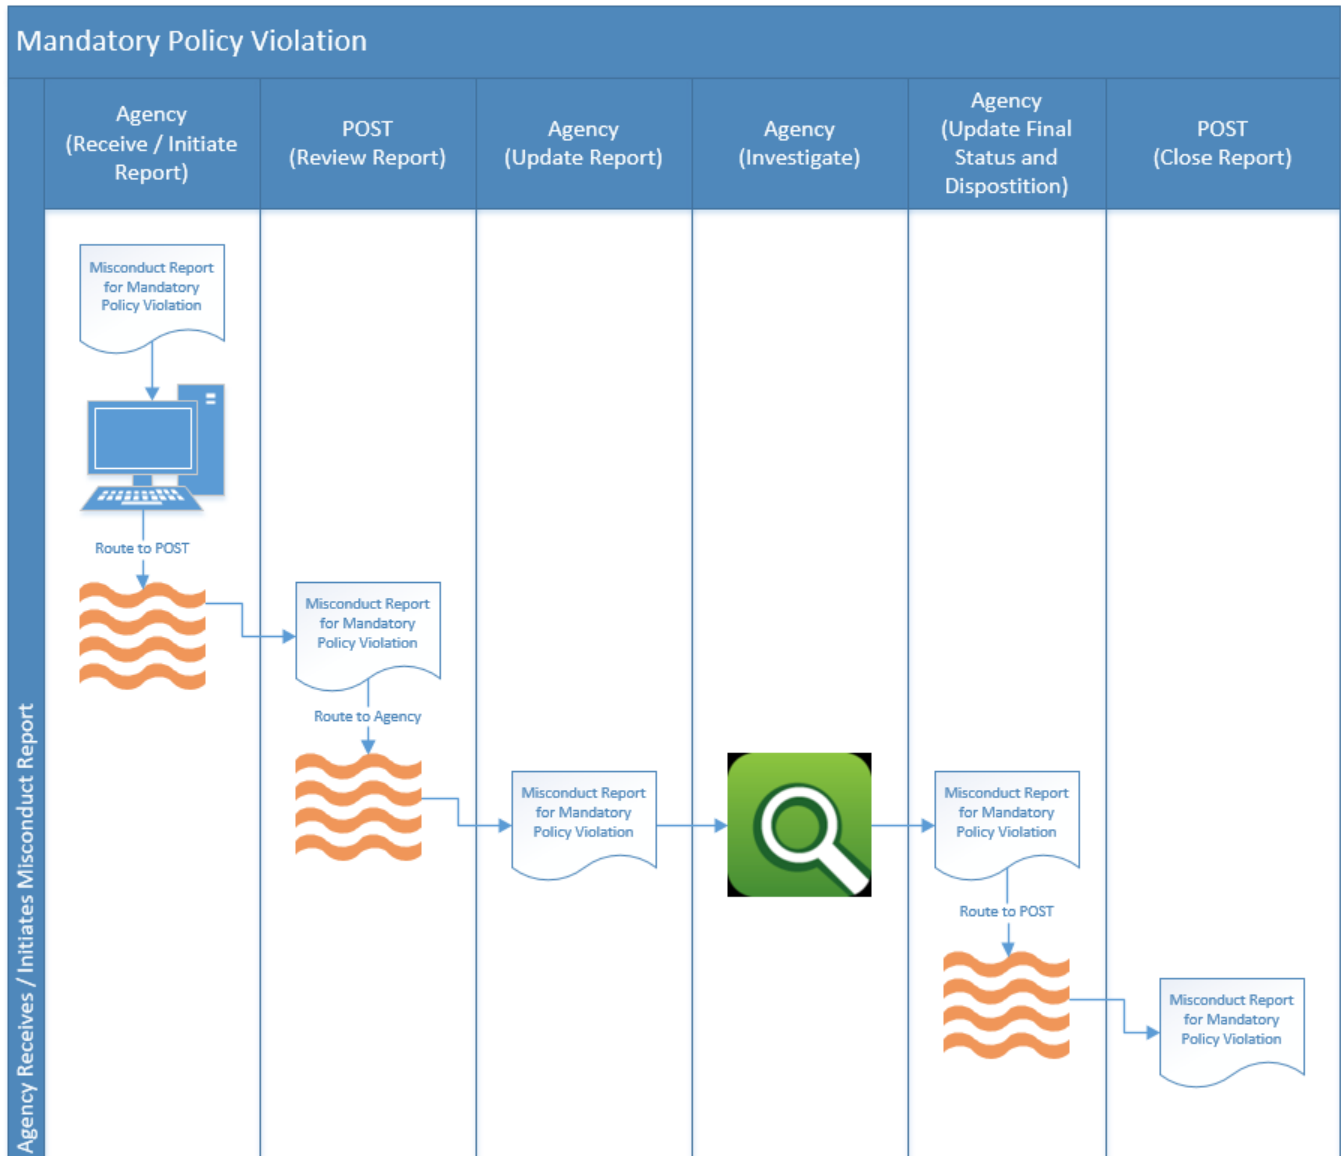 Mandatory Policy Violation
Agency
(Receive / Initiate
Report)
POST
(Review Report)
Agency
(Update Report)
Agency
(Investigate)
Agency
(Update Final
Status and
Dispostition)
POST
(Close Report)
Agency Receives / Initiates Misconduct Report
Misconduct Report
for Mandatory
Policy Violation
Route to POST
Misconduct Report
for Mandatory
Policy Violation
Route to Agency
Misconduct Report
for Mandatory
Policy Violation
Misconduct Report
for Mandatory
Policy Violation
Route to POST
Misconduct Report
for Mandatory
Policy Violation